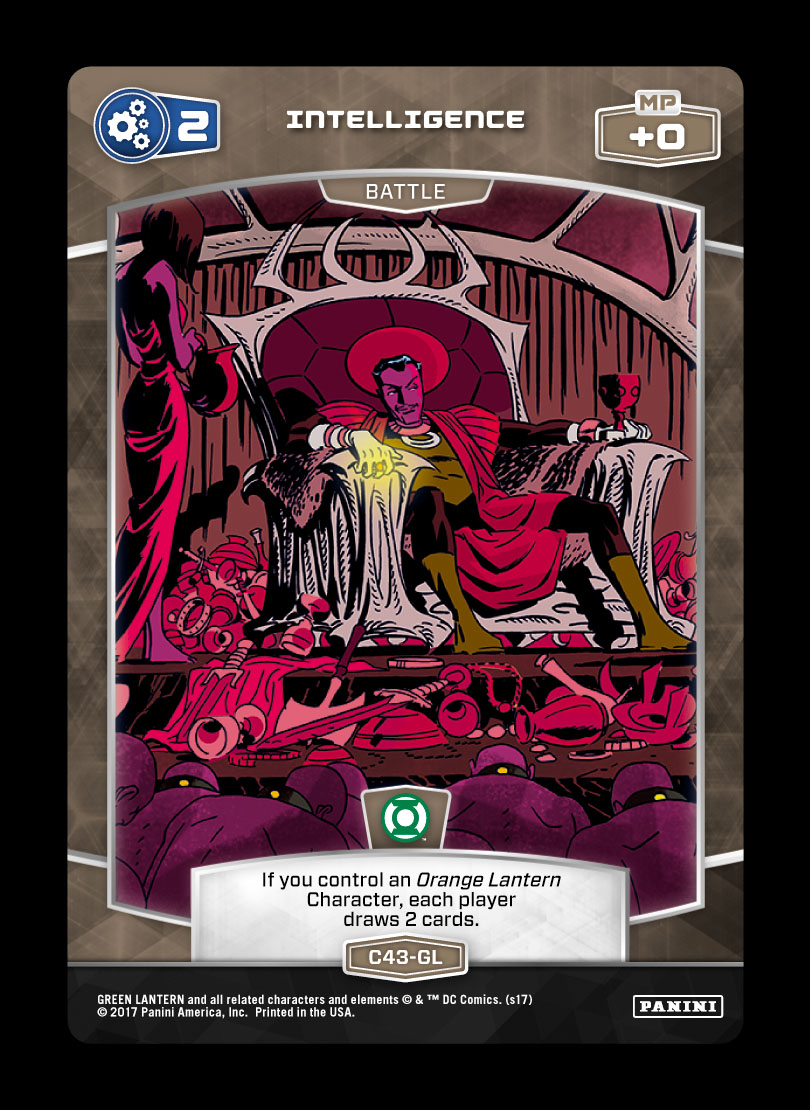 2
INTELLIGENCE
MP
+0
BATTLE
If you control an Orange Lantern
Character, each player
draws 2 cards.
C43-GL
GREEN LANTERN and all related characters and elements © & ™ DC Comics. (s17)
© 2017 Panini America, Inc. Printed in the USA.
PANINI